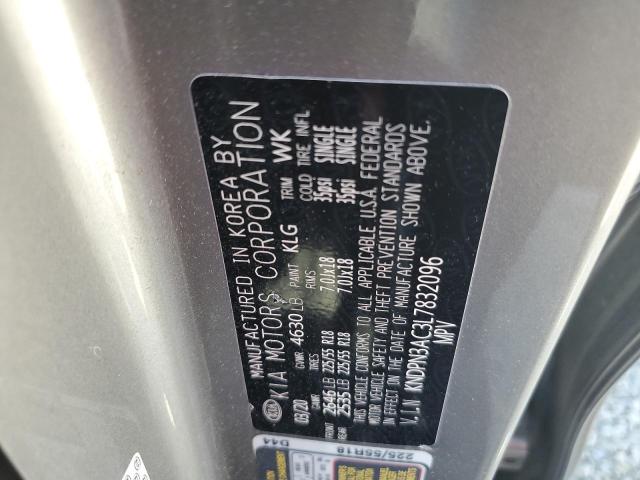 MANUFACTURED IN KOREA BY
KIA KIA MOTORS CORPORATION
03/20 GVWR 4630 LB PAINT KLG TRIM WK
TIRES RIMS COLD TIRE INFL
FRONT GAWR 2646 LB 225/55 R18 7.0Jx18 35psi SINGLE
REAR GAWR 2535 LB 225/55 R18 7.0Jx18 35psi SINGLE
THIS VEHICLE CONFORMS TO ALL APPLICABLE U.S.A. FEDERAL
MOTOR VEHICLE SAFETY AND THEFT PREVENTION STANDARDS
IN EFFECT ON THE DATE OF MANUFACTURE SHOWN ABOVE.
V.I.N KNDPN3AC3L7832096
MPV
D44
225/55R18